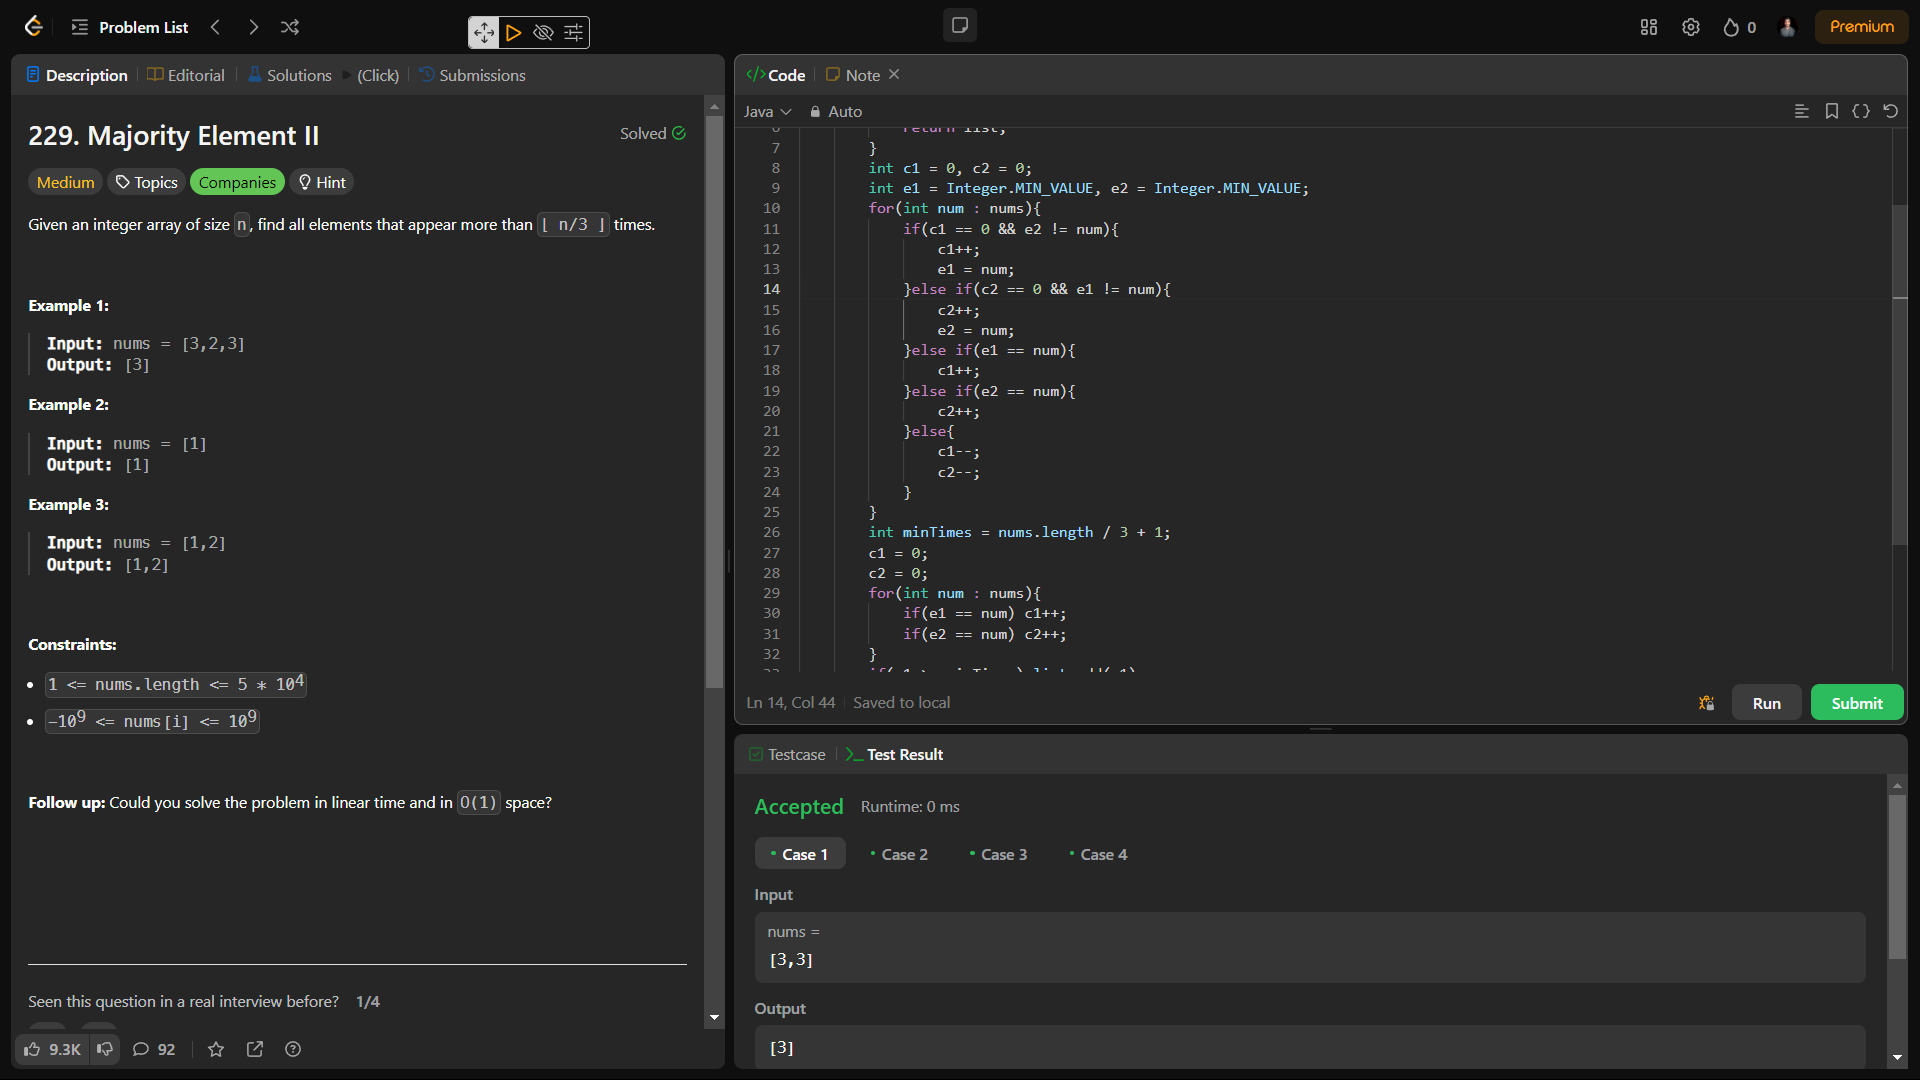 Problem List
0
Premium
Description
Editorial
Solutions
(Click)
Submissions
229. Majority Element II
Solved
Medium
Topics
Companies
Hint
Given an integer array of size n, find all elements that appear more than ⌊ n/3 ⌋ times.
Example 1:
Input: nums = [3,2,3]
Output: [3]
Example 2:
Input: nums = [1]
Output: [1]
Example 3:
Input: nums = [1,2]
Output: [1,2]
Constraints:
1 <= nums.length <= 5 * 10⁴
-10⁹ <= nums[i] <= 10⁹
Follow up: Could you solve the problem in linear time and in O(1) space?
Seen this question in a real interview before? 1/4
9.3K
92
Code
Note
Java
Auto
6 return list;
7 }
8 int c1 = 0, c2 = 0;
9 int e1 = Integer.MIN_VALUE, e2 = Integer.MIN_VALUE;
10 for(int num : nums){
11 if(c1 == 0 && e2 != num){
12 c1++;
13 e1 = num;
14 }else if(c2 == 0 && e1 != num){
15 c2++;
16 e2 = num;
17 }else if(e1 == num){
18 c1++;
19 }else if(e2 == num){
20 c2++;
21 }else{
22 c1--;
23 c2--;
24 }
25 }
26 int minTimes = nums.length / 3 + 1;
27 c1 = 0;
28 c2 = 0;
29 for(int num : nums){
30 if(e1 == num) c1++;
31 if(e2 == num) c2++;
32 }
Ln 14, Col 44
Saved to local
Run
Submit
Testcase
Test Result
Accepted
Runtime: 0 ms
Case 1
Case 2
Case 3
Case 4
Input
nums =
[3,3]
Output
[3]